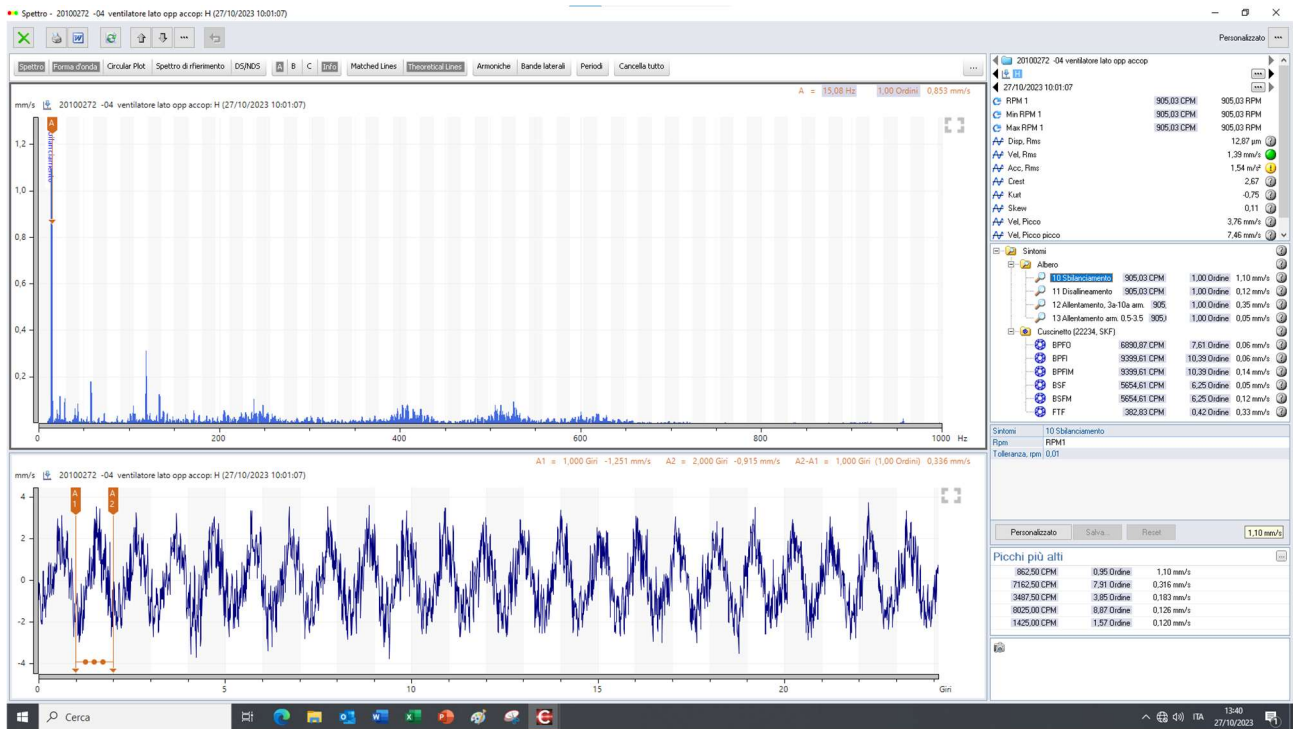 Spettro - 20100272 -04 ventilatore lato opp accop: H (27/10/2023 10:01:07)
Personalizzato ...
Spettro Forma d'onda Circular Plot Spettro di rfierimento DS/NDS A B C Info Matched Lines Theoretical Lines Armoniche Bande laterali Periodi Cancella tutto ...
A = 15,08 Hz 1,00 Ordini 0,853 mm/s
mm/s 20100272 -04 ventilatore lato opp accop: H (27/10/2023 10:01:07)
A
1,2
1,0
0,8
0,6
0,4
0,2
0 200 400 600 800 1000 Hz
A1 = 1,000 Giri -1,251 mm/s A2 = 2,000 Giri -0,915 mm/s A2-A1 = 1,000 Giri (1,00 Ordini) 0,336 mm/s
mm/s 20100272 -04 ventilatore lato opp accop: H (27/10/2023 10:01:07)
A 1 A 2
4
2
0
-2
-4
0 5 10 15 20 Giri
20100272 -04 ventilatore lato opp accop
H ...
27/10/2023 10:01:07 ...
RPM 1 905,03 CPM 905,03 RPM
Min RPM 1 905,03 CPM 905,03 RPM
Max RPM 1 905,03 CPM 905,03 RPM
Disp, Rms 12,87 µm
Vel, Rms 1,39 mm/s
Acc, Rms 1,54 m/s²
Crest 2,67
Kurt -0,75
Skew 0,11
Vel, Picco 3,76 mm/s
Vel, Picco picco 7,46 mm/s
Sintomi
Albero
10 Sbilanciamento 905,03 CPM 1,00 Ordine 1,10 mm/s
11 Disallineamento 905,03 CPM 1,00 Ordine 0,12 mm/s
12 Allentamento, 3a-10a arm. 905, 1,00 Ordine 0,35 mm/s
13 Allentamento arm. 0.5-3.5 905,( 1,00 Ordine 0,05 mm/s
Cuscinetto (22234, SKF)
BPFO 6890,87 CPM 7,61 Ordine 0,06 mm/s
BPFI 9399,61 CPM 10,39 Ordine 0,06 mm/s
BPFIM 9399,61 CPM 10,39 Ordine 0,14 mm/s
BSF 5654,61 CPM 6,25 Ordine 0,05 mm/s
BSFM 5654,61 CPM 6,25 Ordine 0,12 mm/s
FTF 382,83 CPM 0,42 Ordine 0,33 mm/s
Sintomi 10 Sbilanciamento
Rpm RPM1
Tolleranza, rpm 0,01
Personalizzato Salva... Reset 1,10 mm/s
Picchi più alti ...
862,50 CPM 0,95 Ordine 1,10 mm/s
7162,50 CPM 7,91 Ordine 0,316 mm/s
3487,50 CPM 3,85 Ordine 0,183 mm/s
8025,00 CPM 8,87 Ordine 0,126 mm/s
1425,00 CPM 1,57 Ordine 0,120 mm/s
Cerca
ITA
13:40
27/10/2023